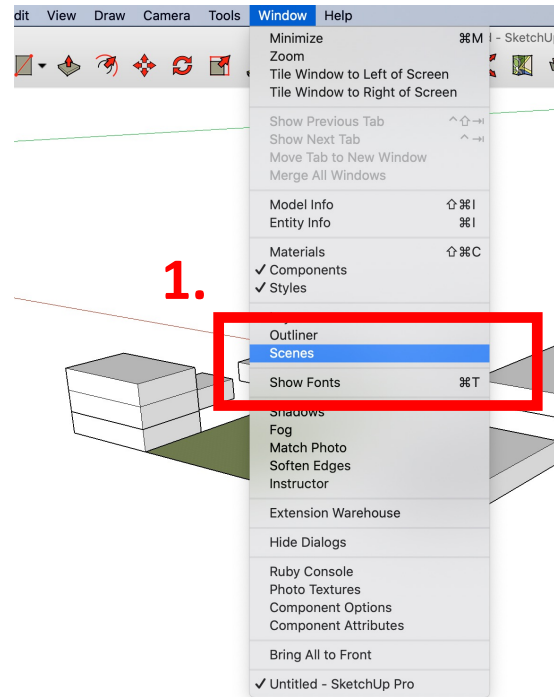 dit View Draw Camera Tools Window Help
Minimize ⌘M
- SketchUp
Zoom
Tile Window to Left of Screen
Tile Window to Right of Screen
Show Previous Tab ^⇧⇥
Show Next Tab ^⇥
Move Tab to New Window
Merge All Windows
Model Info ⇧⌘I
Entity Info ⌘I
Materials ⇧⌘C
✓ Components
✓ Styles
1.
Outliner
Scenes
Show Fonts ⌘T
Shadows
Fog
Match Photo
Soften Edges
Instructor
Extension Warehouse
Hide Dialogs
Ruby Console
Photo Textures
Component Options
Component Attributes
Bring All to Front
✓ Untitled - SketchUp Pro